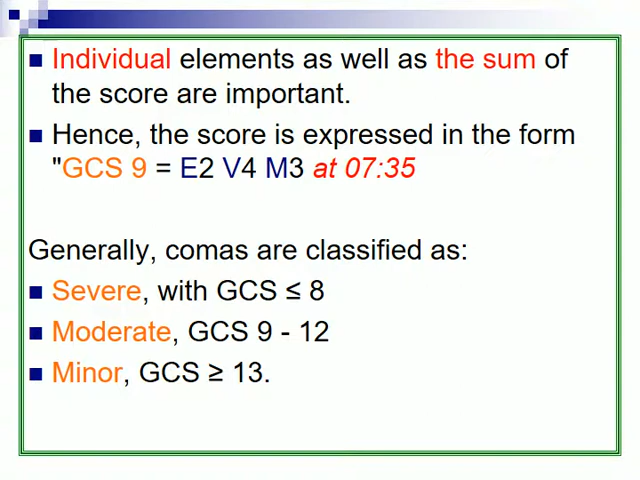 Individual elements as well as the sum of
the score are important.
Hence, the score is expressed in the form
"GCS 9 = E2 V4 M3 at 07:35
Generally, comas are classified as:
Severe, with GCS ≤ 8
Moderate, GCS 9 - 12
Minor, GCS ≥ 13.